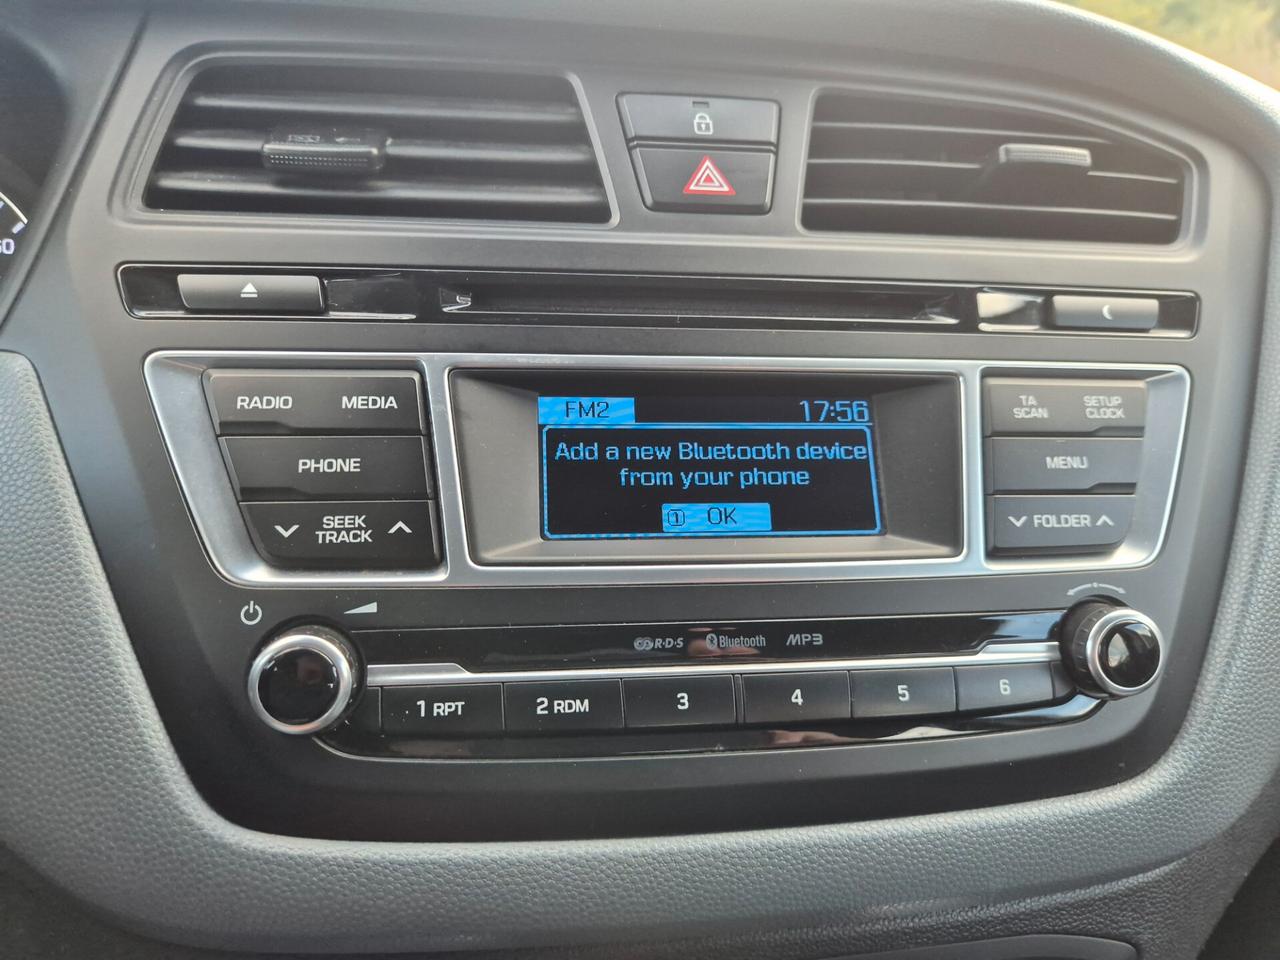 FM2 17:56
Add a new Bluetooth device
from your phone
1 OK
RADIO MEDIA
PHONE
SEEK
TRACK
TA
SCAN
SETUP
CLOCK
MENU
FOLDER
R·D·S Bluetooth MP3
1 RPT 2 RDM 3 4 5 6